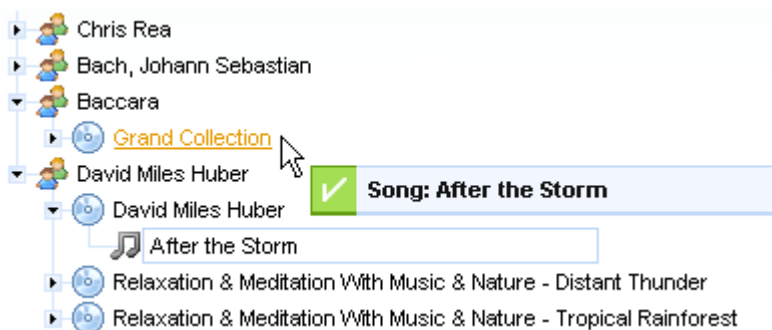 Chris Rea
Bach, Johann Sebastian
Baccara
Grand Collection
David Miles Huber
Song: After the Storm
David Miles Huber
After the Storm
Relaxation & Meditation With Music & Nature - Distant Thunder
Relaxation & Meditation With Music & Nature - Tropical Rainforest